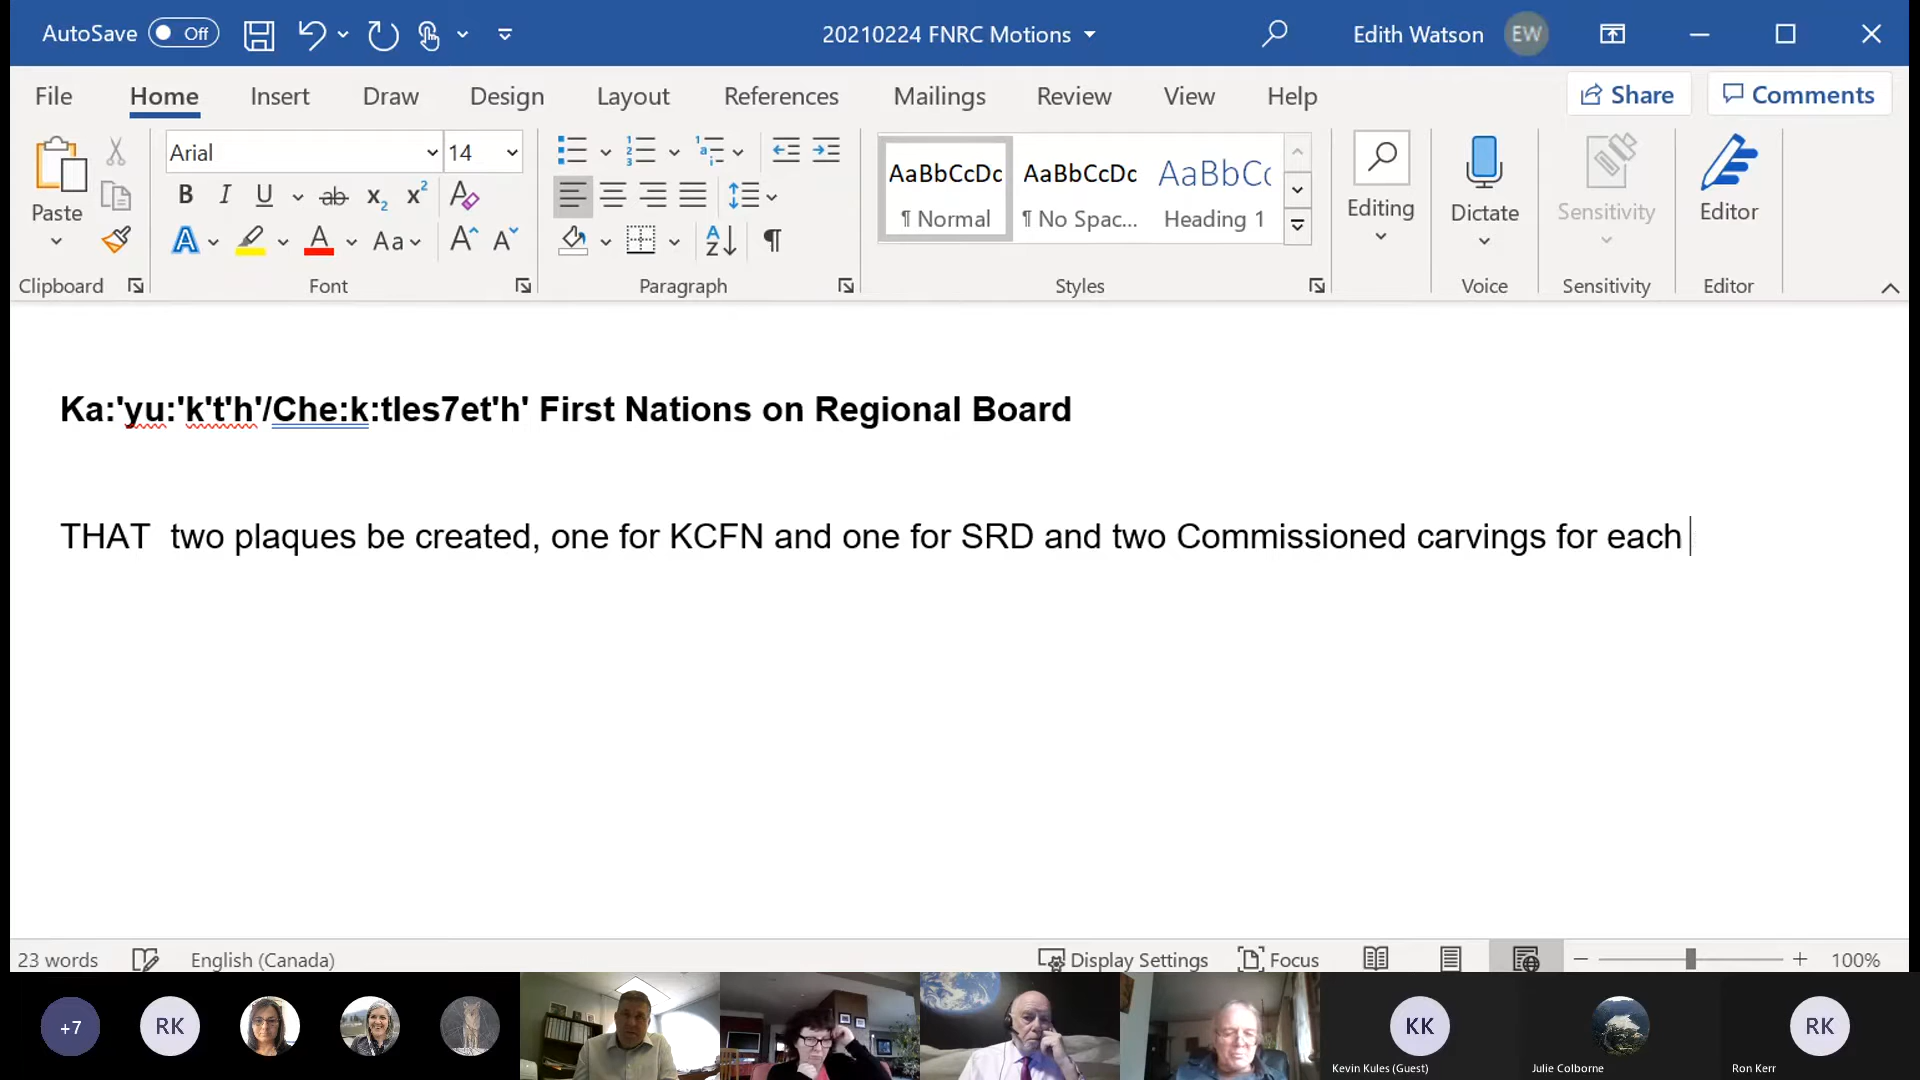 AutoSave Off 20210224 FNRC Motions Edith Watson EW
File Home Insert Draw Design Layout References Mailings Review View Help Share Comments
Arial 14 AaBbCcDc AaBbCcDc AaBbCc
Paste B I U ab x₂ x² ¶ Normal ¶ No Spac... Heading 1 Editing Dictate Sensitivity Editor
A A Aa A A A Z ¶
Clipboard Font Paragraph Styles Voice Sensitivity Editor
Ka:'yu:'k't'h'/Che:k:tles7et'h' First Nations on Regional Board
THAT two plaques be created, one for KCFN and one for SRD and two Commissioned carvings for each
23 words English (Canada) Display Settings Focus 100%
+7 RK KK RK
Kevin Kules (Guest) Julie Colborne Ron Kerr